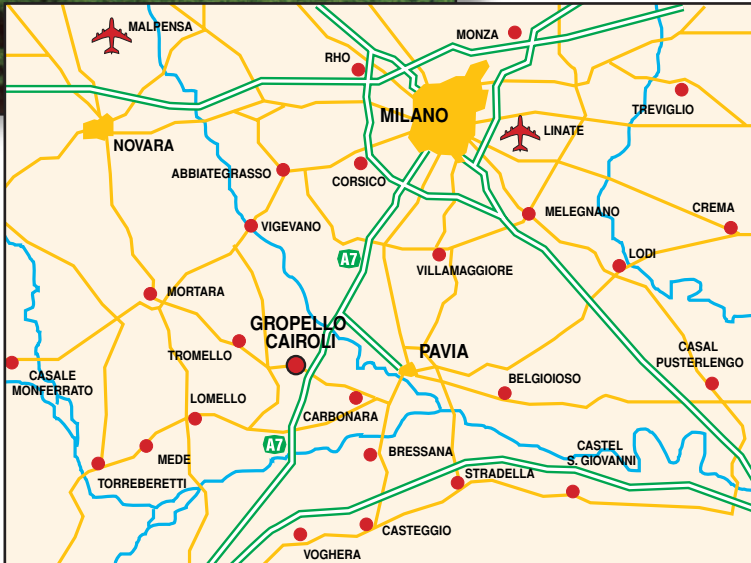 MALPENSA
MONZA
RHO
MILANO
TREVIGLIO
LINATE
NOVARA
ABBIATEGRASSO
CORSICO
CREMA
MELEGNANO
VIGEVANO
LODI
A7
VILLAMAGGIORE
MORTARA
GROPELLO
CAIROLI
TROMELLO
PAVIA
CASAL
PUSTERLENGO
CASALE
MONFERRATO
BELGIOIOSO
LOMELLO
CARBONARA
A7
CASTEL
S. GIOVANNI
MEDE
BRESSANA
STRADELLA
TORREBERETTI
CASTEGGIO
VOGHERA